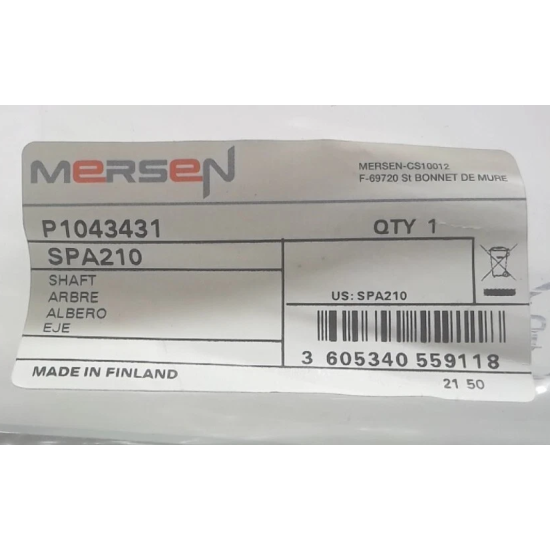 MERSEN
MERSEN-CS10012
F-69720 St BONNET DE MURE
P1043431
QTY 1
SPA210
SHAFT
ARBRE
ALBERO
EJE
US: SPA210
3 605340 559118
MADE IN FINLAND
21 50